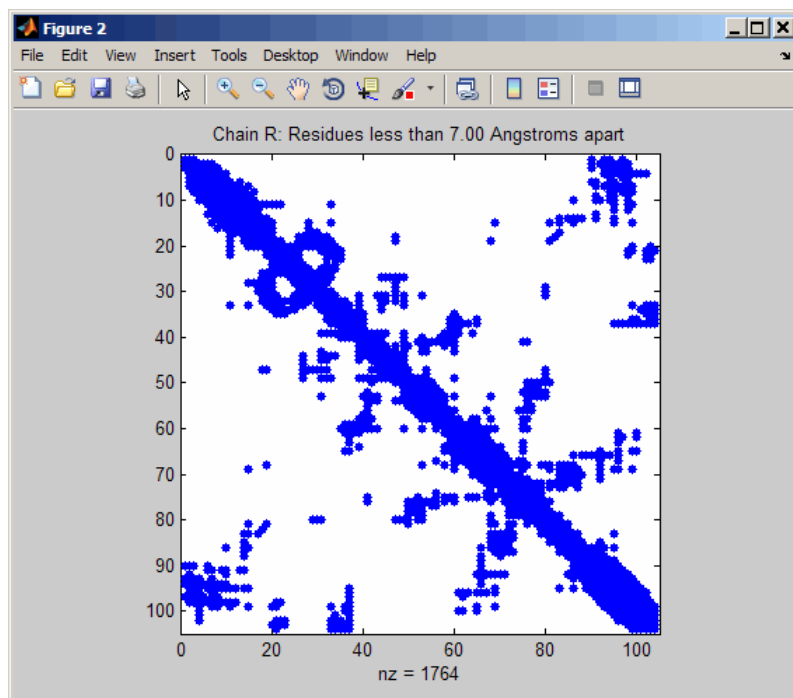 Figure 2
File Edit View Insert Tools Desktop Window Help
Chain R: Residues less than 7.00 Angstroms apart
0
10
20
30
40
50
60
70
80
90
100
0 20 40 60 80 100
nz = 1764